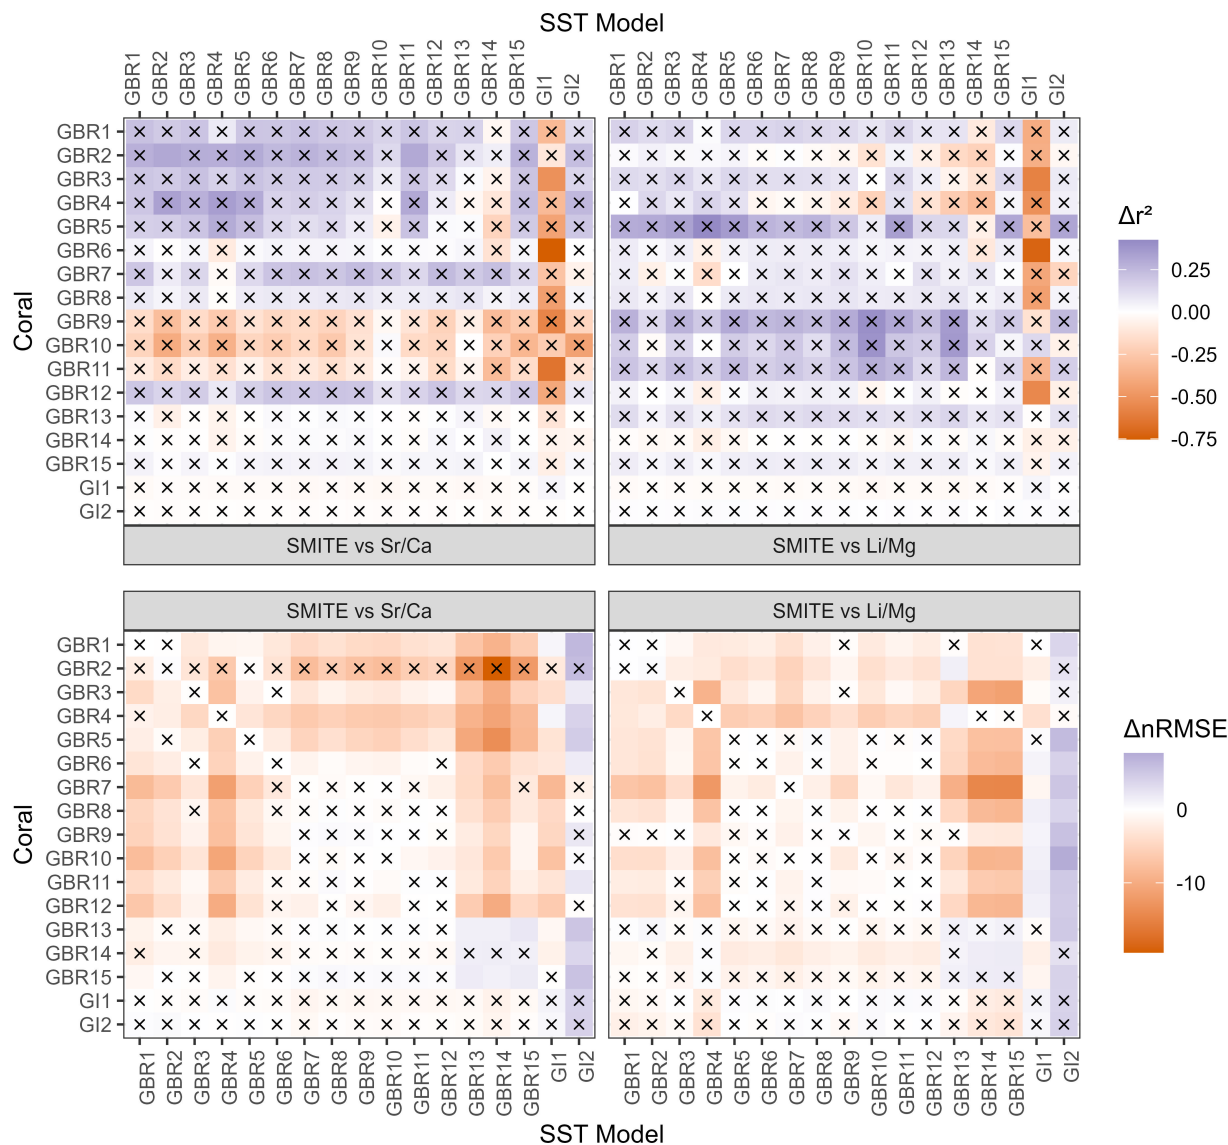 SST Model
GBR1 GBR2 GBR3 GBR4 GBR5 GBR6 GBR7 GBR8 GBR9 GBR10 GBR11 GBR12 GBR13 GBR14 GBR15 GI1 GI2 GBR1 GBR2 GBR3 GBR4 GBR5 GBR6 GBR7 GBR8 GBR9 GBR10 GBR11 GBR12 GBR13 GBR14 GBR15 GI1 GI2
Coral
GBR1
GBR2
GBR3
GBR4
GBR5
GBR6
GBR7
GBR8
GBR9
GBR10
GBR11
GBR12
GBR13
GBR14
GBR15
GI1
GI2
SMITE vs Sr/Ca SMITE vs Li/Mg
Δr²
0.25
0.00
-0.25
-0.50
-0.75
SMITE vs Sr/Ca SMITE vs Li/Mg
Coral
GBR1
GBR2
GBR3
GBR4
GBR5
GBR6
GBR7
GBR8
GBR9
GBR10
GBR11
GBR12
GBR13
GBR14
GBR15
GI1
GI2
ΔnRMSE
0
-10
GBR1 GBR2 GBR3 GBR4 GBR5 GBR6 GBR7 GBR8 GBR9 GBR10 GBR11 GBR12 GBR13 GBR14 GBR15 GI1 GI2 GBR1 GBR2 GBR3 GBR4 GBR5 GBR6 GBR7 GBR8 GBR9 GBR10 GBR11 GBR12 GBR13 GBR14 GBR15 GI1 GI2
SST Model